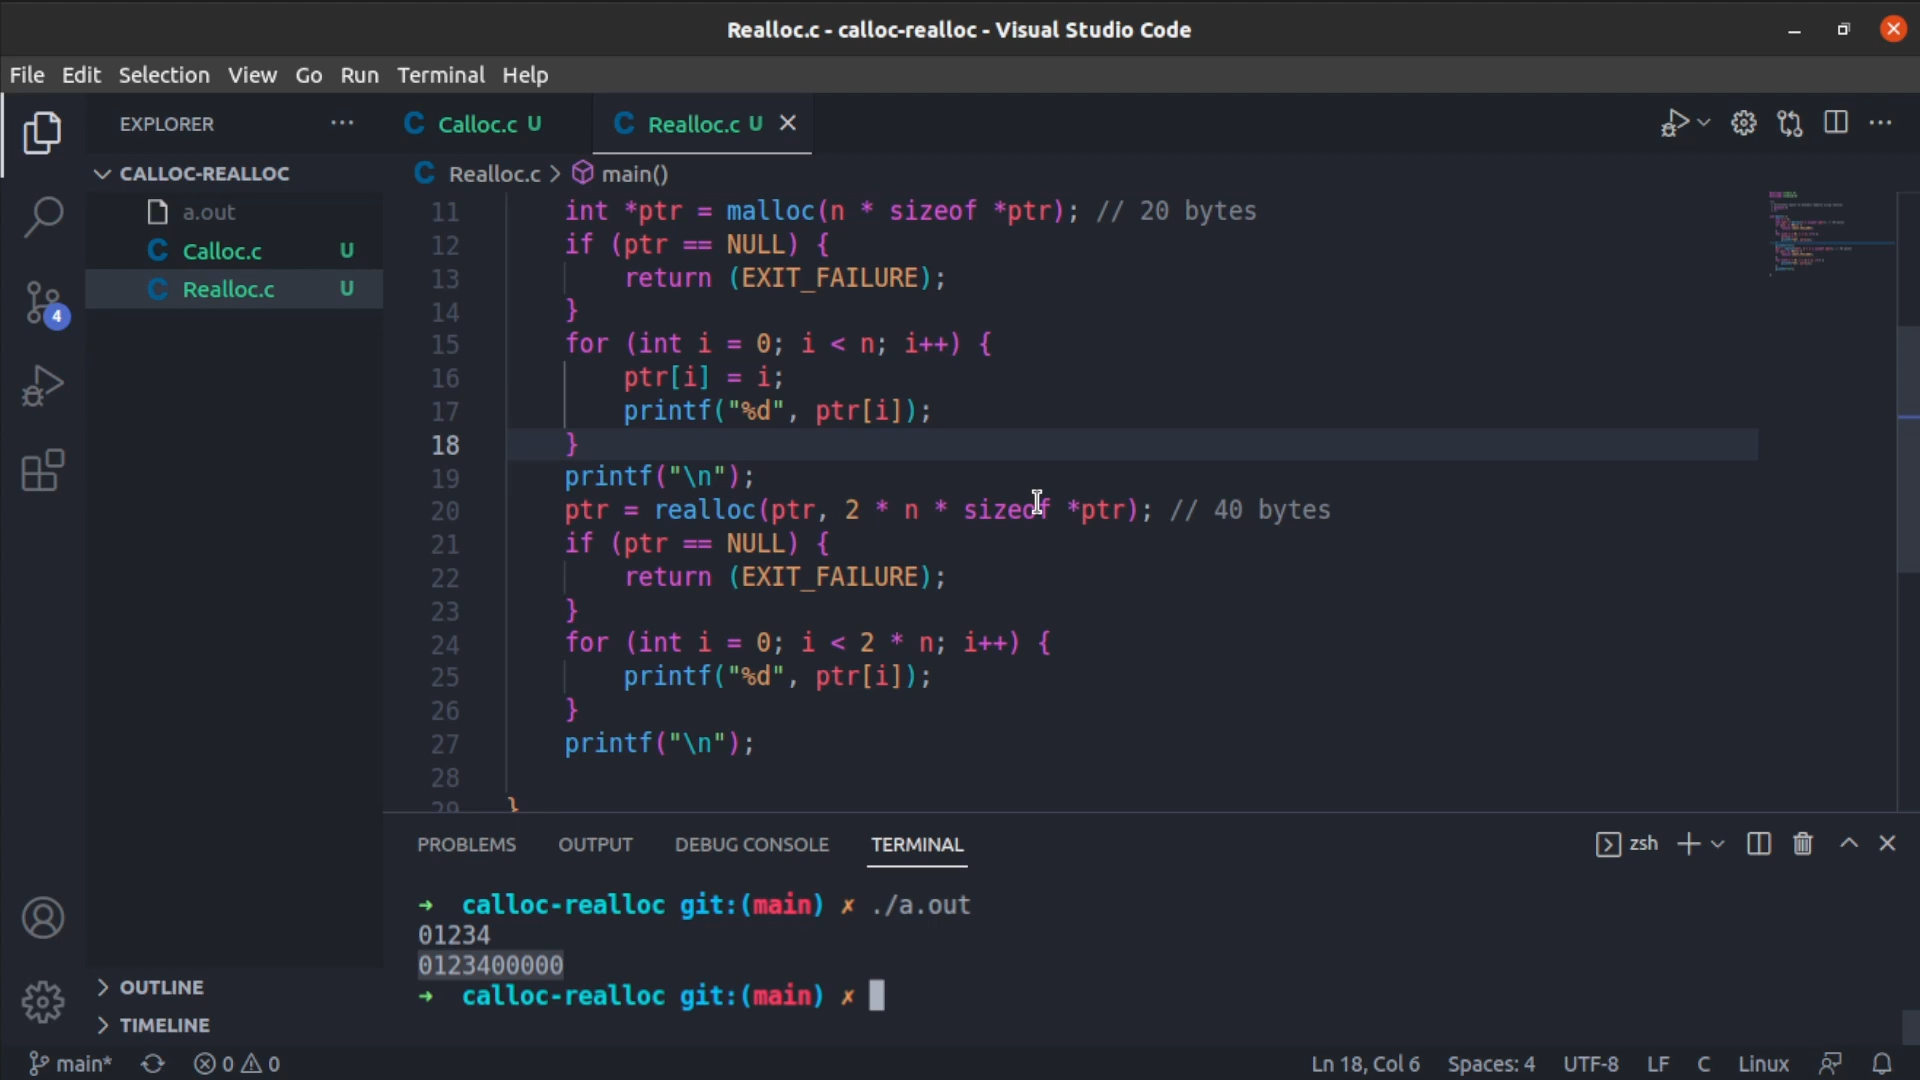 Realloc.c - calloc-realloc - Visual Studio Code
File Edit Selection View Go Run Terminal Help
EXPLORER
CALLOC-REALLOC
a.out
Calloc.c U
Realloc.c U
4
OUTLINE
TIMELINE
Calloc.c U
Realloc.c U
Realloc.c > main()
11 int *ptr = malloc(n * sizeof *ptr); // 20 bytes
12 if (ptr == NULL) {
13 return (EXIT_FAILURE);
14 }
15 for (int i = 0; i < n; i++) {
16 ptr[i] = i;
17 printf("%d", ptr[i]);
18 }
19 printf("\n");
20 ptr = realloc(ptr, 2 * n * sizeof *ptr); // 40 bytes
21 if (ptr == NULL) {
22 return (EXIT_FAILURE);
23 }
24 for (int i = 0; i < 2 * n; i++) {
25 printf("%d", ptr[i]);
26 }
27 printf("\n");
28
29 }
PROBLEMS OUTPUT DEBUG CONSOLE TERMINAL
zsh
→ calloc-realloc git:(main) ✗ ./a.out
01234
0123400000
→ calloc-realloc git:(main) ✗
main* 0 0
Ln 18, Col 6 Spaces: 4 UTF-8 LF C Linux